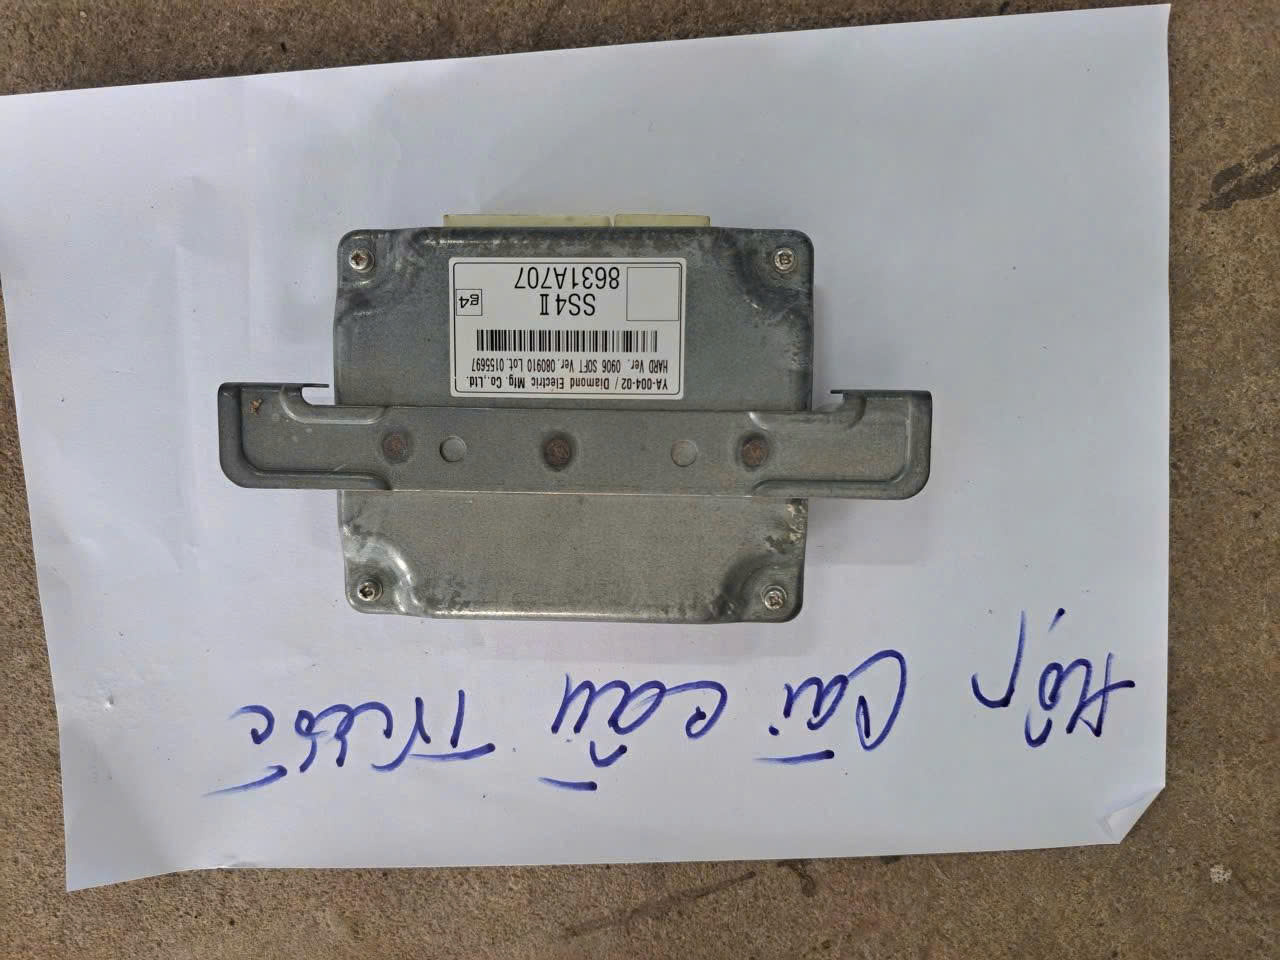 YA-004-02 / Diamond Electric Mfg. Co.,Ltd.
HARD Ver. 0906 SOFT Ver. 080910 Lot. 0155697
SS4 II
E4
8631A707
Hộp Cài cầu Trước